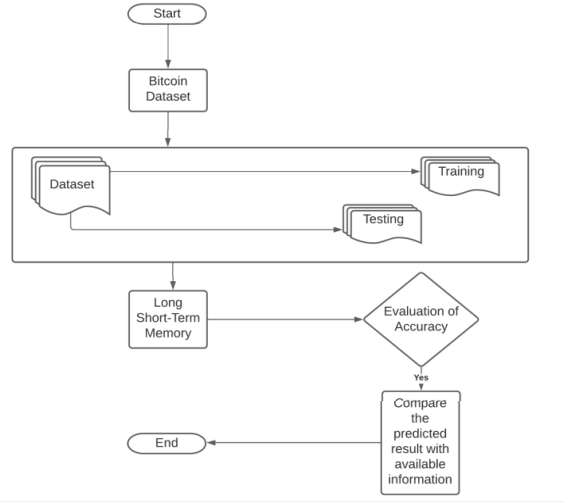 Start
Bitcoin
Dataset
Dataset
Training
Testing
Long
Short-Term
Memory
Evaluation of
Accuracy
Yes
Compare
the
predicted
result with
available
information
End